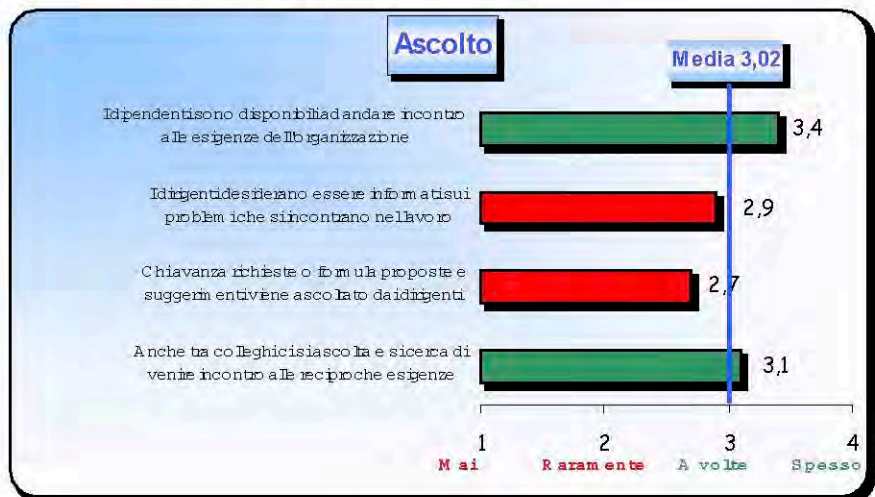 Ascolto
Media 3,02
I dipendenti sono disponibili ad andare incontro
alle esigenze dell'organizzazione
3,4
I dirigenti desiderano essere informati sui
problemi che si incontrano nel lavoro
2,9
Chi avanza richieste o formula proposte e
suggerimenti viene ascoltato dai dirigenti
2,7
Anche tra colleghi ci si ascolta e si cerca di
venire incontro alle reciproche esigenze
3,1
1 2 3 4
Mai Raramente A volte Spesso